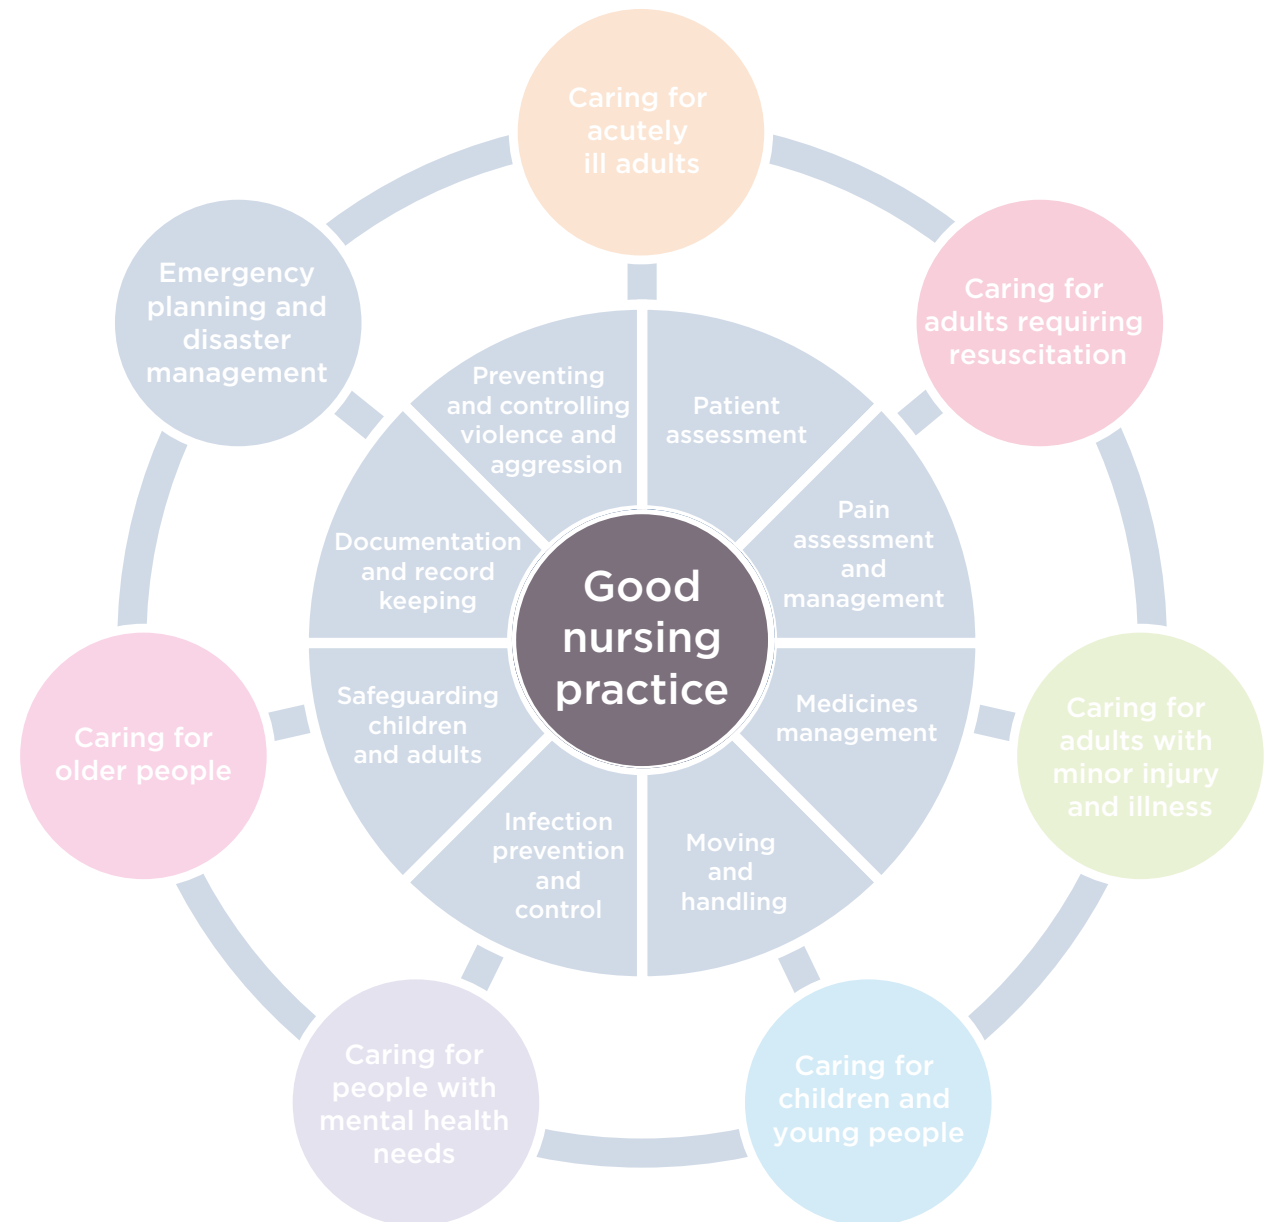 Caring for
acutely
ill adults
Caring for
adults requiring
resuscitation
Caring for
adults with
minor injury
and illness
Caring for
children and
young people
Caring for
people with
mental health
needs
Caring for
older people
Emergency
planning and
disaster
management
Patient
assessment
Pain
assessment
and
management
Medicines
management
Moving
and
handling
Infection
prevention
and
control
Safeguarding
children
and adults
Documentation
and record
keeping
Preventing
and controlling
violence and
aggression
Good
nursing
practice